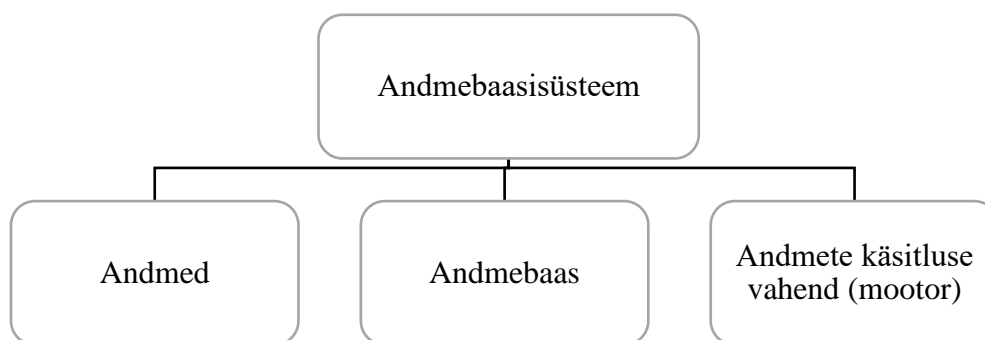 Andmebaasisüsteem
Andmed
Andmebaas
Andmete käsitluse
vahend (mootor)